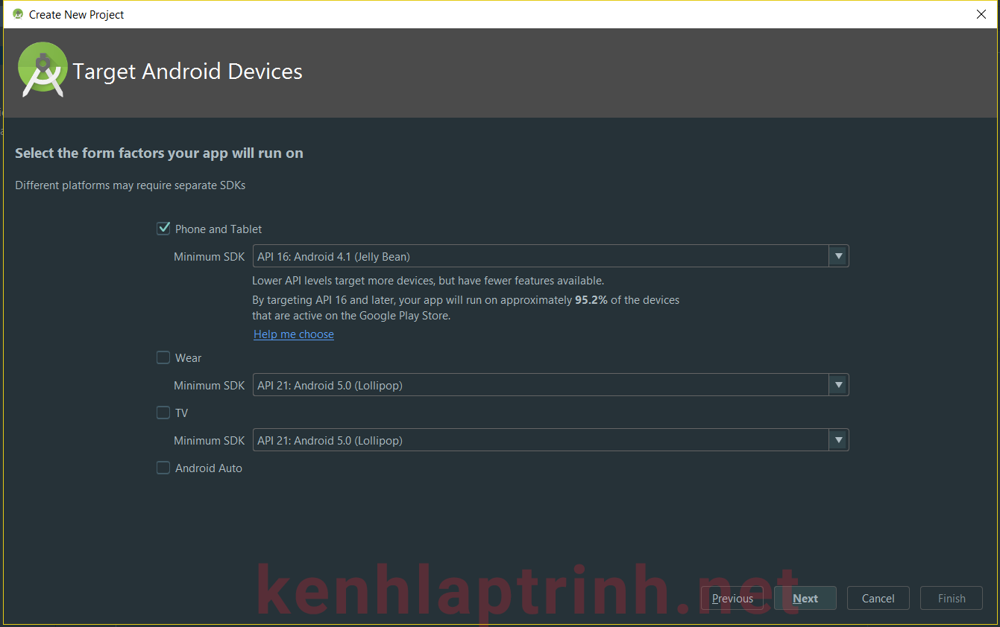 Create New Project
Target Android Devices
Select the form factors your app will run on
Different platforms may require separate SDKs
Phone and Tablet
Minimum SDK API 16: Android 4.1 (Jelly Bean)
Lower API levels target more devices, but have fewer features available.
By targeting API 16 and later, your app will run on approximately 95.2% of the devices
that are active on the Google Play Store.
Help me choose
Wear
Minimum SDK API 21: Android 5.0 (Lollipop)
TV
Minimum SDK API 21: Android 5.0 (Lollipop)
Android Auto
kenhlaptrinh.net
Previous Next Cancel Finish